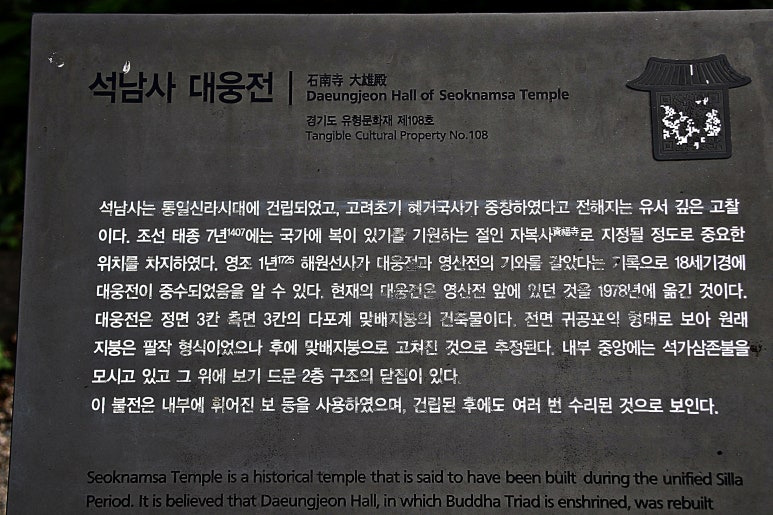 석남사 대웅전
石南寺 大雄殿
Daeungjeon Hall of Seoknamsa Temple
경기도 유형문화재 제108호
Tangible Cultural Property No.108
석남사는 통일신라시대에 건립되었고, 고려초기 혜거국사가 중창하였다고 전해지는 유서 깊은 고찰
이다. 조선 태종 7년1407에는 국가에 복이 있기를 기원하는 절인 자복사資福寺로 지정될 정도로 중요한
위치를 차지하였다. 영조 1년1725 해원선사가 대웅전과 영산전의 기와를 갈았다는 기록으로 18세기경에
대웅전이 중수되었음을 알 수 있다. 현재의 대웅전은 영산전 앞에 있던 것을 1978년에 옮긴 것이다.
대웅전은 정면 3칸 측면 3칸의 다포계 맞배지붕의 건축물이다. 전면 귀공포의 형태로 보아 원래
지붕은 팔작 형식이었으나 후에 맞배지붕으로 고쳐진 것으로 추정된다. 내부 중앙에는 석가삼존불을
모시고 있고 그 위에 보기 드문 2층 구조의 닫집이 있다.
이 불전은 내부에 휘어진 보 등을 사용하였으며, 건립된 후에도 여러 번 수리된 것으로 보인다.
Seoknamsa Temple is a historical temple that is said to have been built during the unified Silla
Period. It is believed that Daeungjeon Hall, in which Buddha Triad is enshrined, was rebuilt